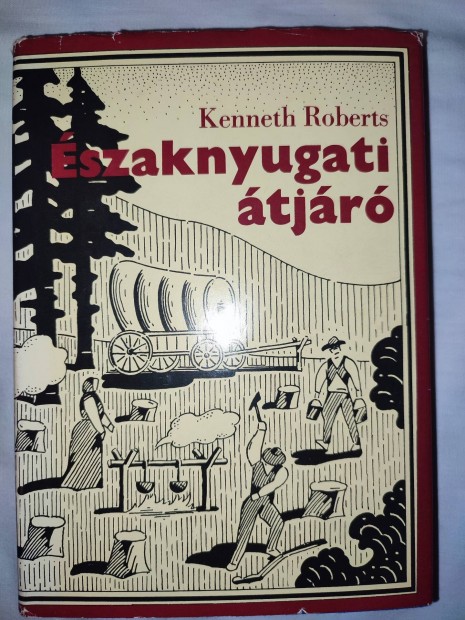 Kenneth Roberts
Északnyugati
átjáró